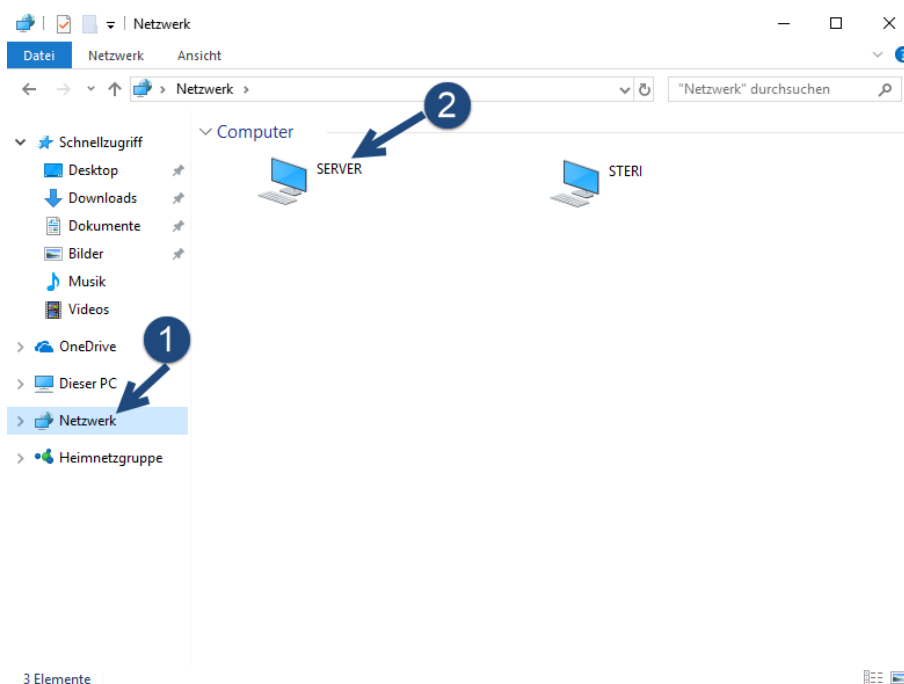 Netzwerk
Datei Netzwerk Ansicht
Netzwerk "Netzwerk" durchsuchen
2
Computer
Schnellzugriff
SERVER STERI
Desktop
Downloads
Dokumente
Bilder
Musik
Videos
1
OneDrive
Dieser PC
Netzwerk
Heimnetzgruppe
3 Elemente